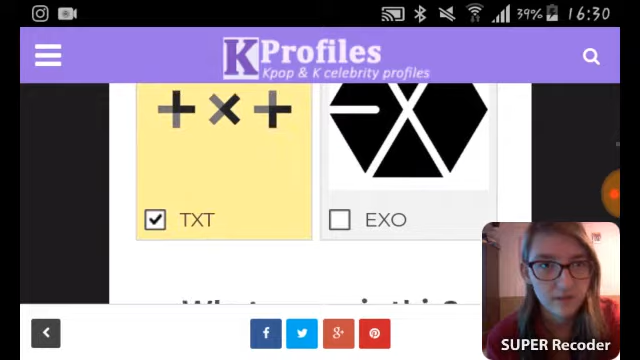 39% 16:30
KProfiles
Kpop & K celebrity profiles
TXT
EXO
SUPER Recoder